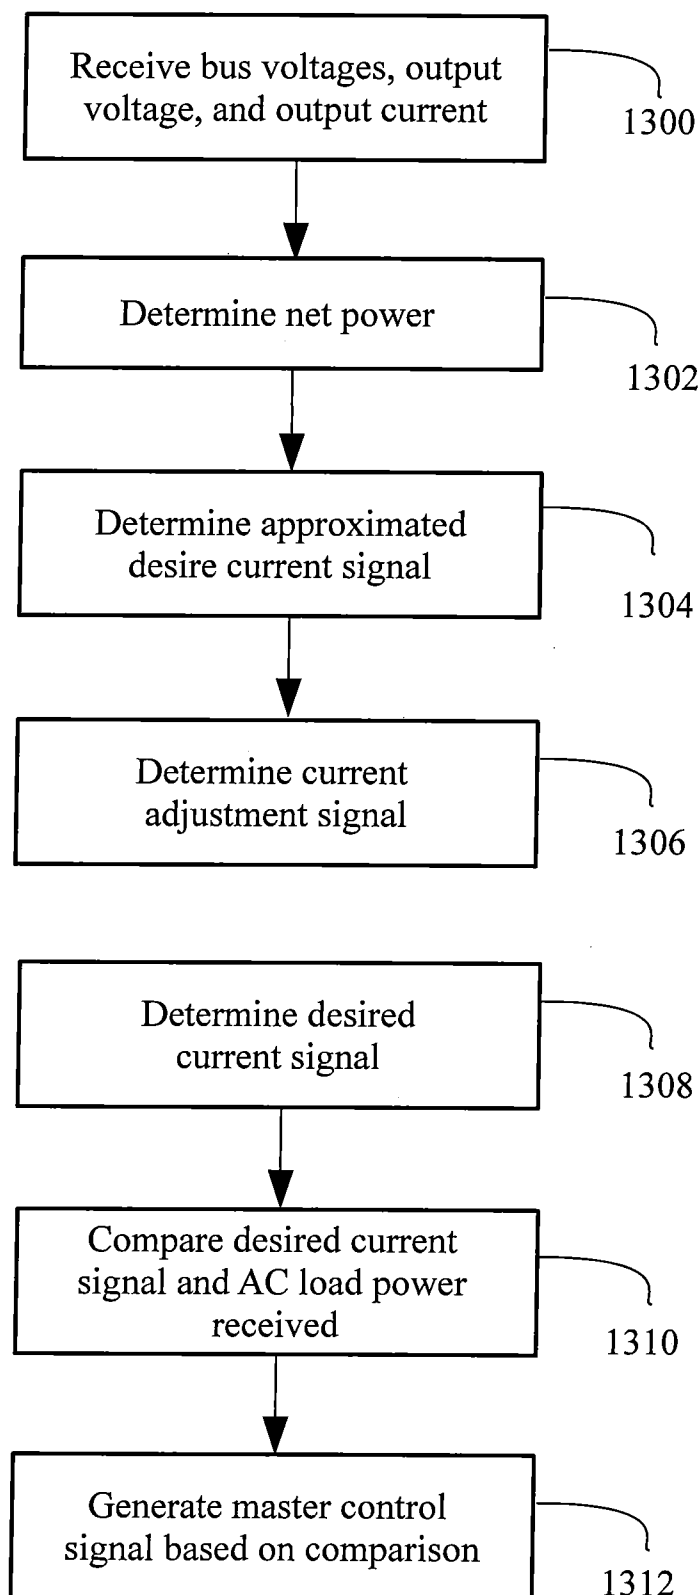 Receive bus voltages, output
voltage, and output current
1300
Determine net power
1302
Determine approximated
desire current signal
1304
Determine current
adjustment signal
1306
Determine desired
current signal
1308
Compare desired current
signal and AC load power
received
1310
Generate master control
signal based on comparison
1312